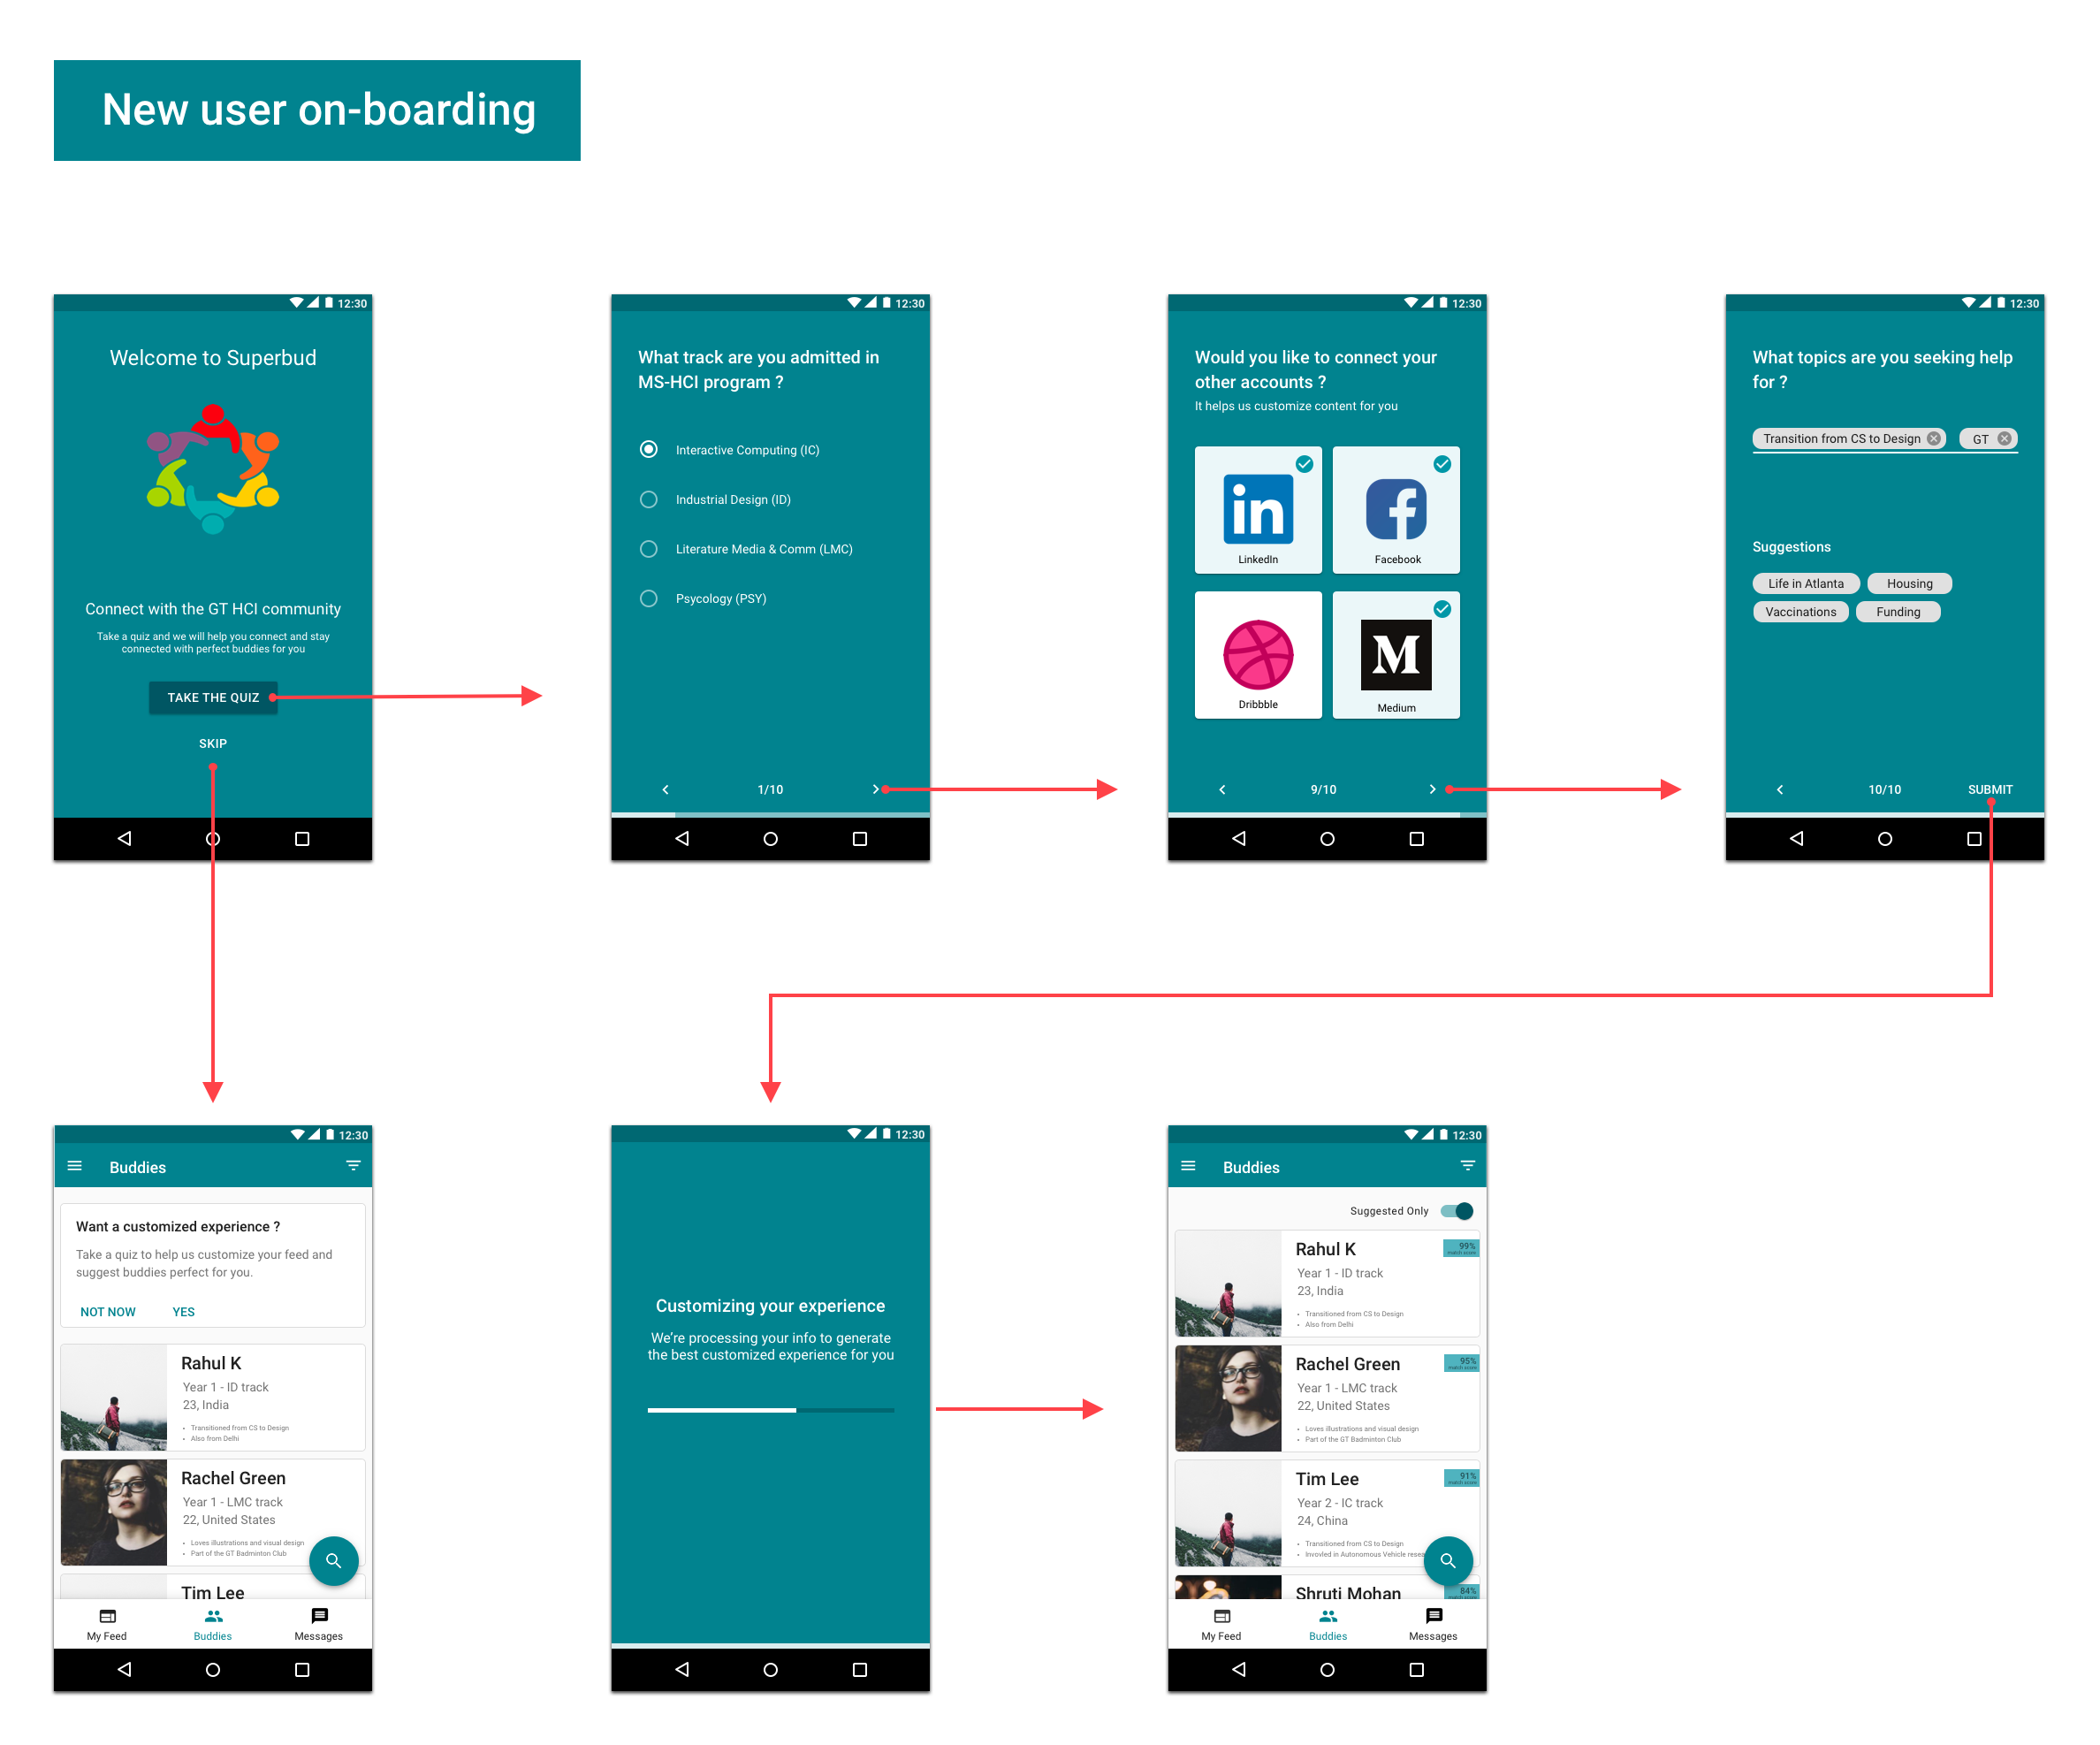 New user on-boarding
12:30
Welcome to Superbud
Connect with the GT HCI community
Take a quiz and we will help you connect and stay
connected with perfect buddies for you
TAKE THE QUIZ
SKIP
12:30
What track are you admitted in
MS-HCI program ?
Interactive Computing (IC)
Industrial Design (ID)
Literature Media & Comm (LMC)
Psycology (PSY)
1/10
12:30
Would you like to connect your
other accounts ?
It helps us customize content for you
in
LinkedIn
f
Facebook
Dribbble
M
Medium
9/10
12:30
What topics are you seeking help
for ?
Transition from CS to Design
GT
Suggestions
Life in Atlanta
Housing
Vaccinations
Funding
10/10
SUBMIT
12:30
Buddies
Want a customized experience ?
Take a quiz to help us customize your feed and
suggest buddies perfect for you.
NOT NOW
YES
Rahul K
Year 1 - ID track
23, India
• Transitioned from CS to Design
• Also from Delhi
Rachel Green
Year 1 - LMC track
22, United States
• Loves illustrations and visual design
• Part of the GT Badminton Club
Tim Lee
My Feed
Buddies
Messages
12:30
Customizing your experience
We're processing your info to generate
the best customized experience for you
12:30
Buddies
Suggested Only
Rahul K
99%
match score
Year 1 - ID track
23, India
• Transitioned from CS to Design
• Also from Delhi
Rachel Green
95%
match score
Year 1 - LMC track
22, United States
• Loves illustrations and visual design
• Part of the GT Badminton Club
Tim Lee
91%
match score
Year 2 - IC track
24, China
• Transitioned from CS to Design
• Invovled in Autonomous Vehicle resea
Shruti Mohan
84%
match score
My Feed
Buddies
Messages